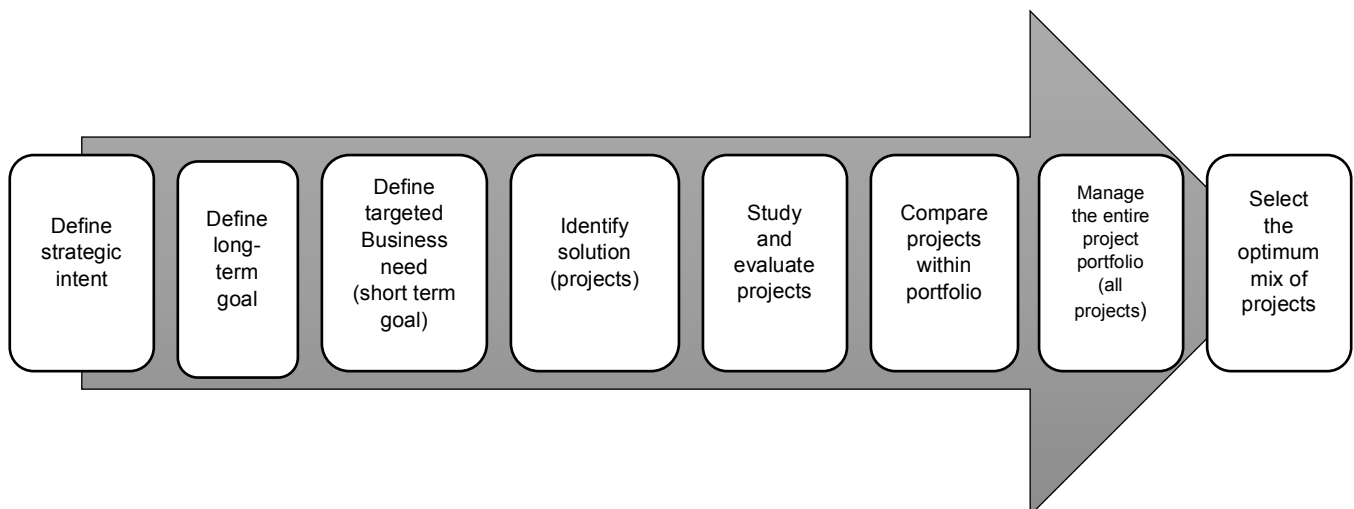 Define
strategic
intent
Define
long-
term
goal
Define
targeted
Business
need
(short term
goal)
Identify
solution
(projects)
Study
and
evaluate
projects
Compare
projects
within
portfolio
Manage
the entire
project
portfolio
(all
projects)
Select
the
optimum
mix of
projects